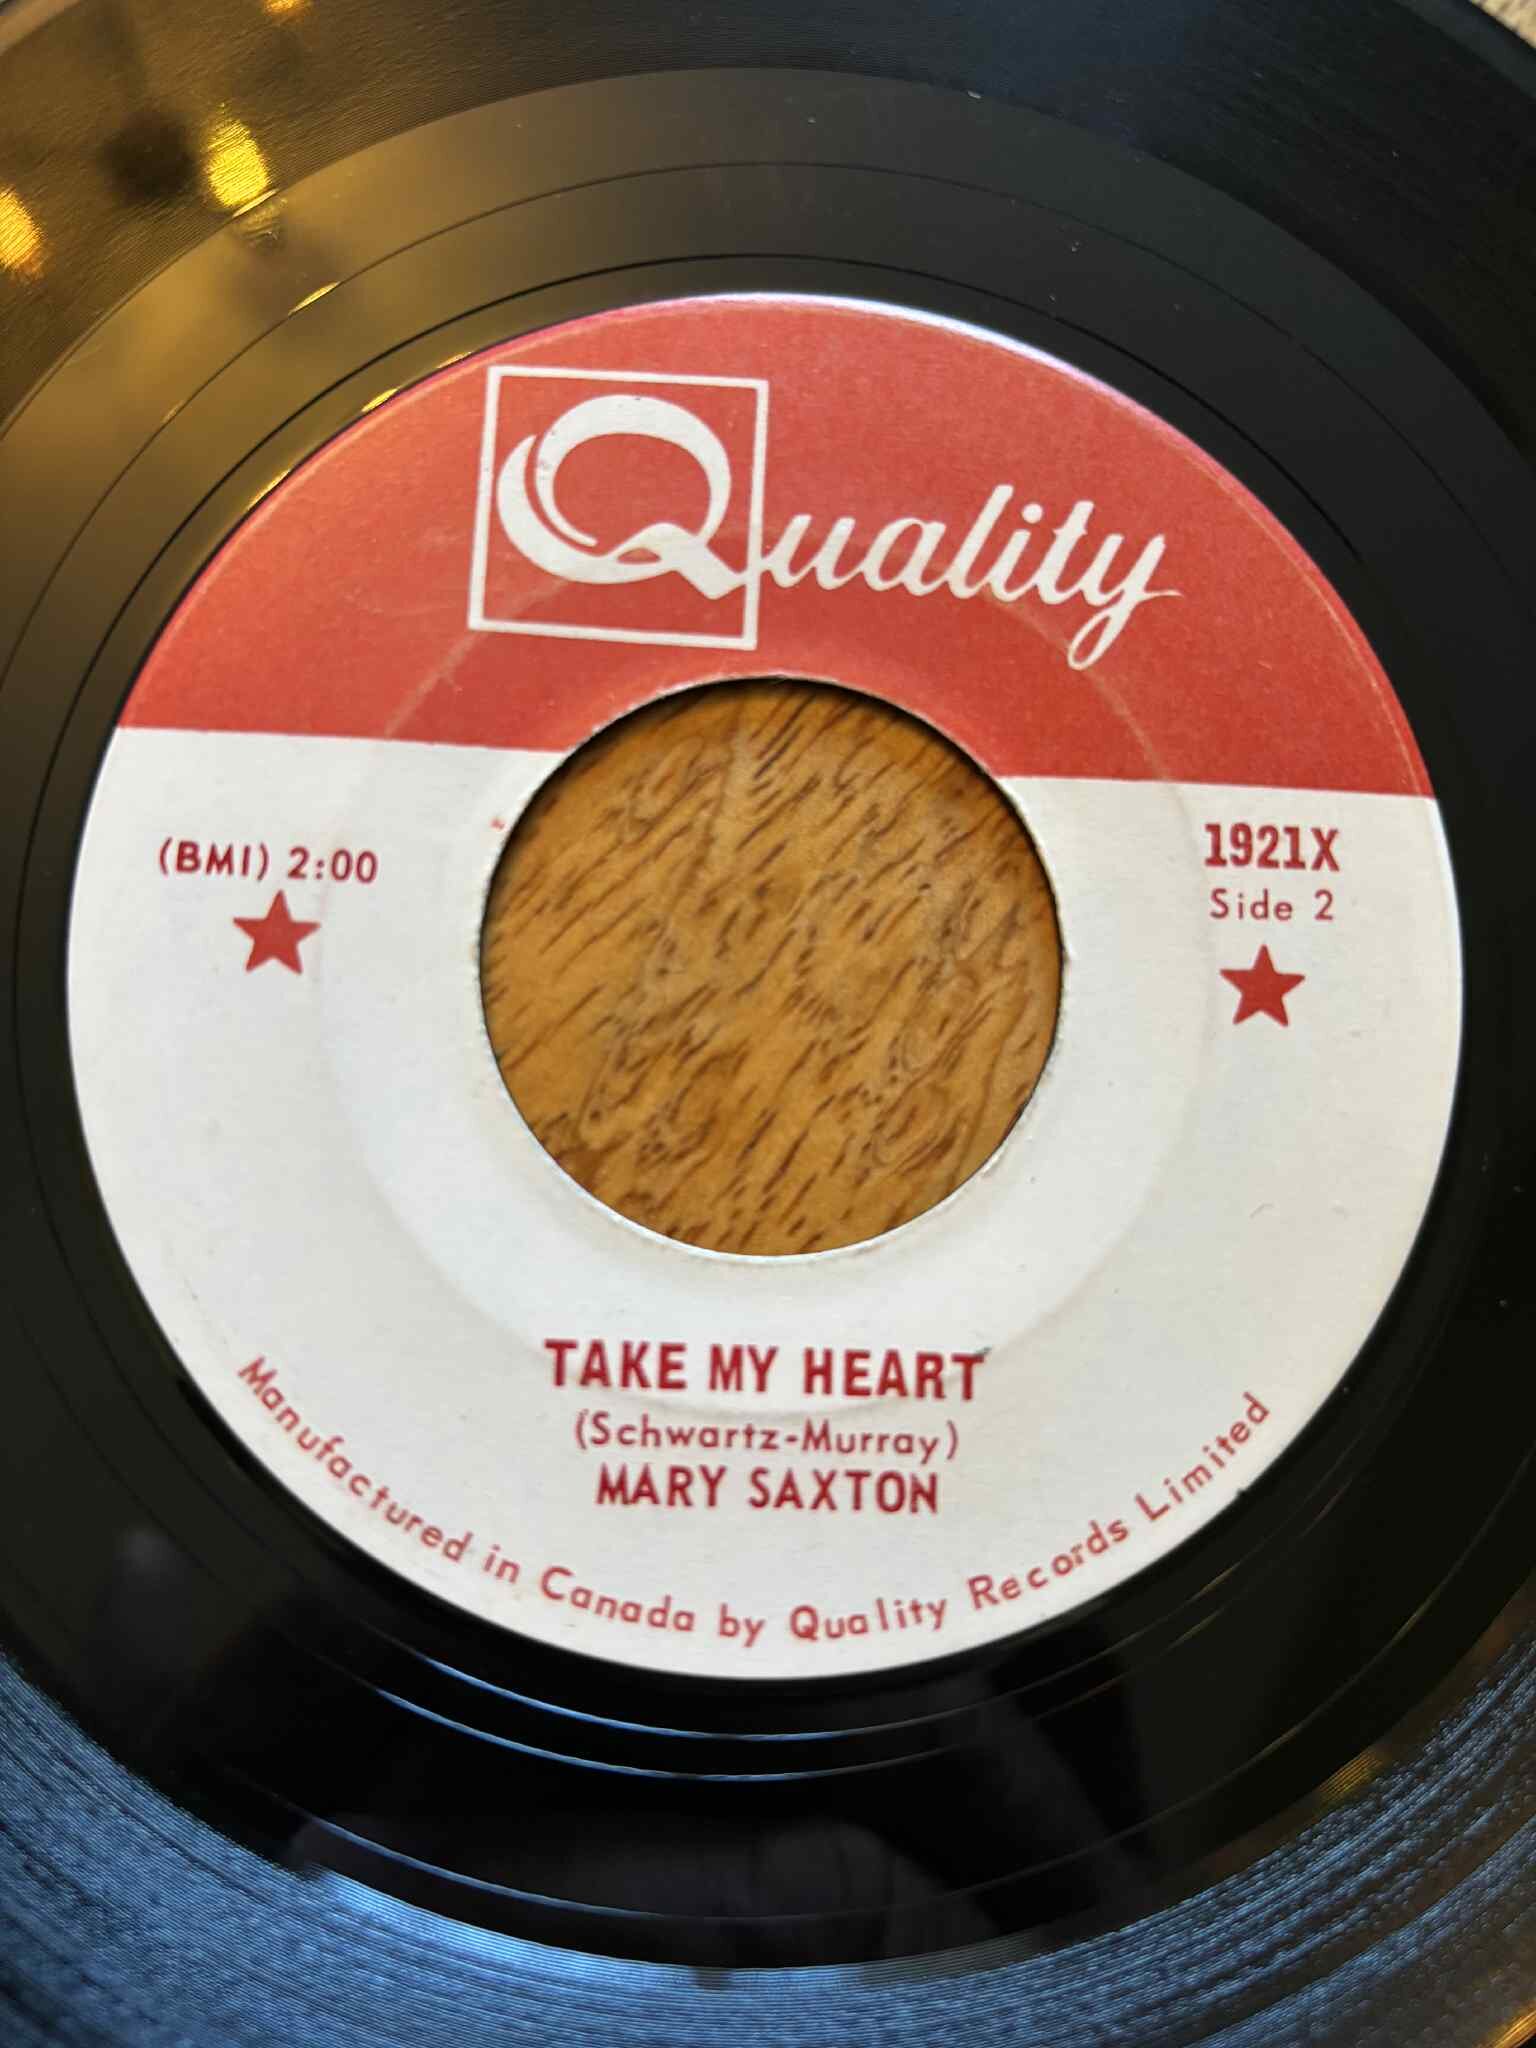 Quality
(BMI) 2:00
1921X
Side 2
TAKE MY HEART
(Schwartz-Murray)
MARY SAXTON
Manufactured in Canada by Quality Records Limited